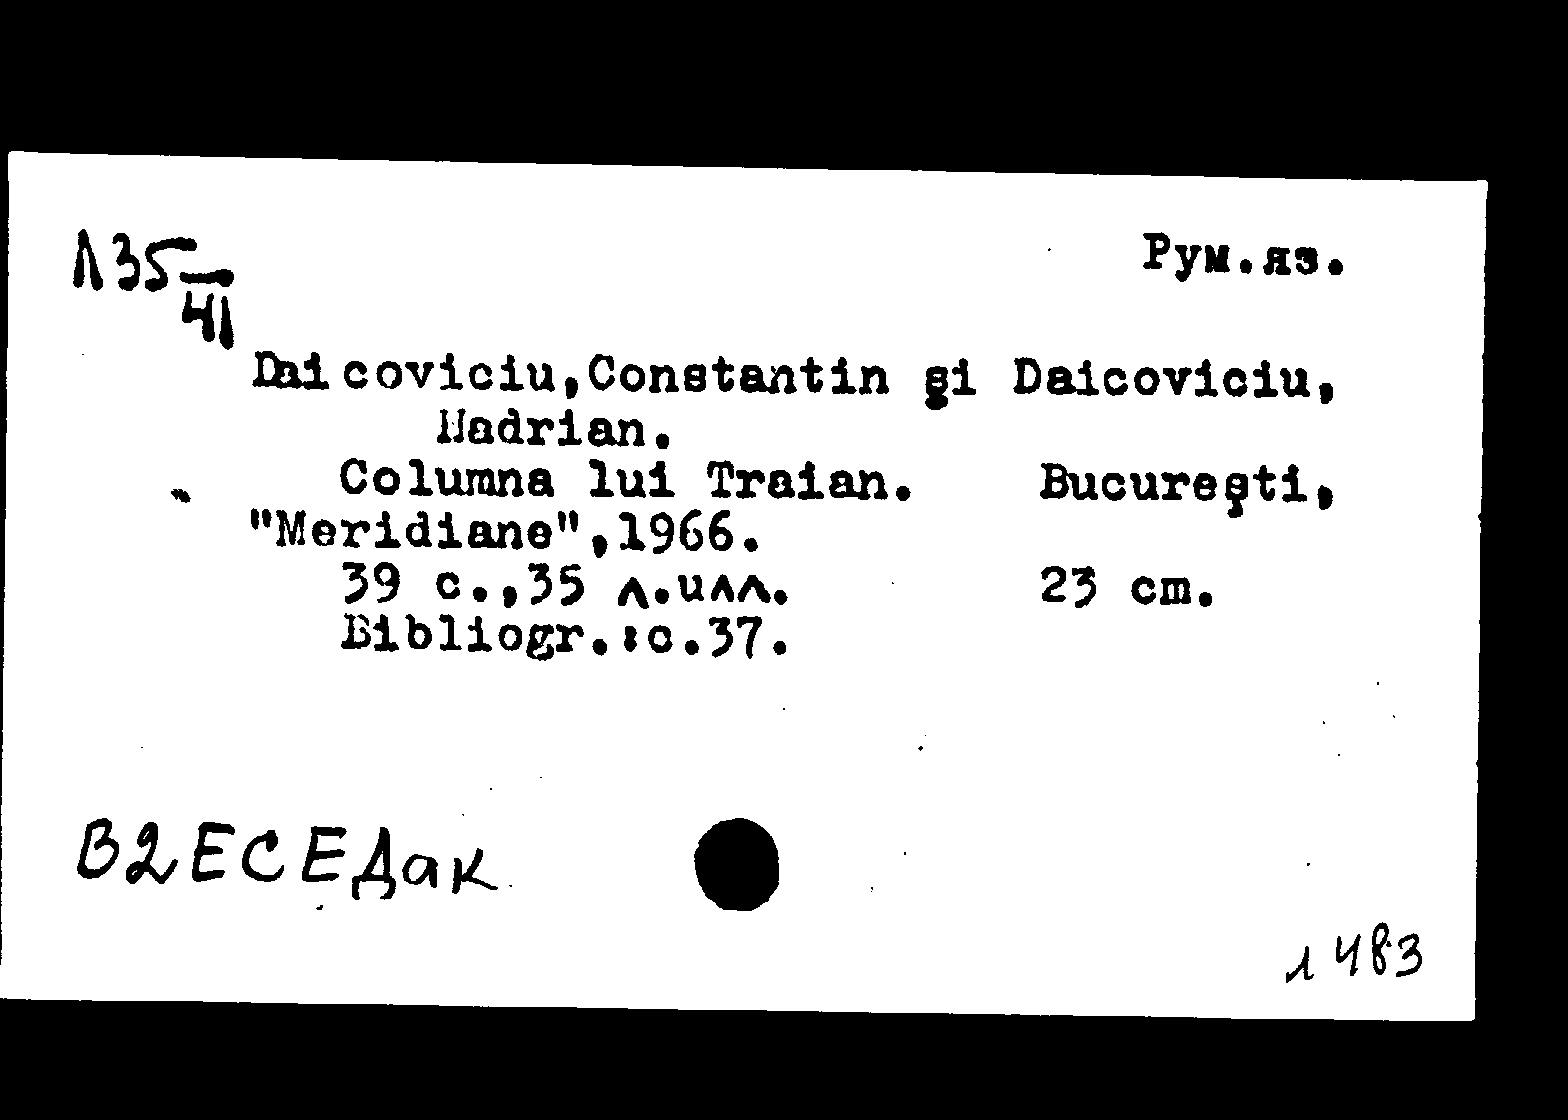 Л35
41
Рум.яз.
Daicoviciu,Constantin şi Daicoviciu,
Hadrian.
Columna lui Traian. Bucureşti,
"Meridiane",1966.
39 c.,35 л.илл. 23 cm.
Bibliogr.:c.37.
В2ЕСЕДак
л 483